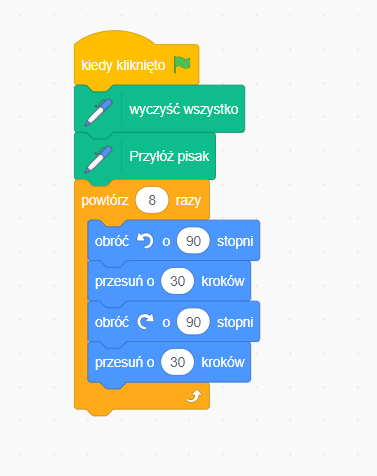 kiedy kliknięto
wyczyść wszystko
Przyłóż pisak
powtórz 8 razy
obróć o 90 stopni
przesuń o 30 kroków
obróć o 90 stopni
przesuń o 30 kroków